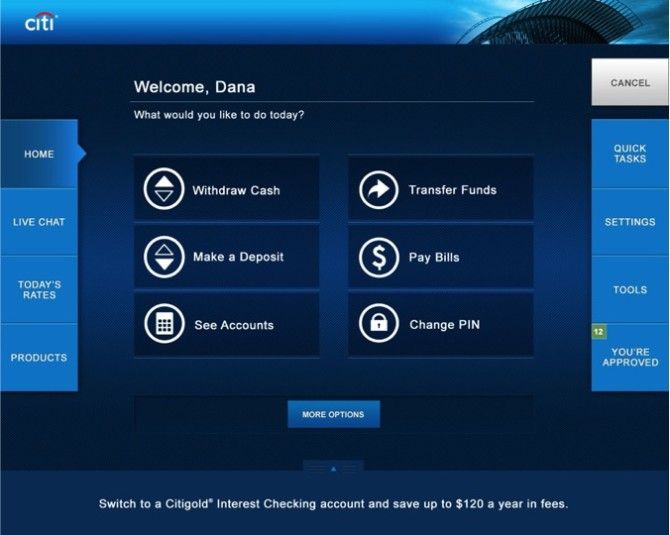 citi®
Welcome, Dana
What would you like to do today?
CANCEL
HOME
LIVE CHAT
TODAY'S
RATES
PRODUCTS
Withdraw Cash
Transfer Funds
Make a Deposit
Pay Bills
See Accounts
Change PIN
MORE OPTIONS
QUICK
TASKS
SETTINGS
TOOLS
12
YOU'RE
APPROVED
Switch to a Citigold® Interest Checking account and save up to $120 a year in fees.